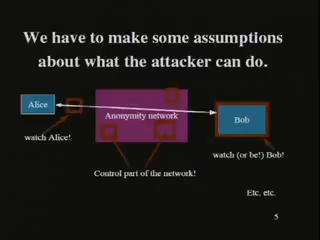 We have to make some assumptions
about what the attacker can do.
Alice
Anonymity network
Bob
watch Alice!
watch (or be!) Bob!
Control part of the network!
Etc, etc.
5